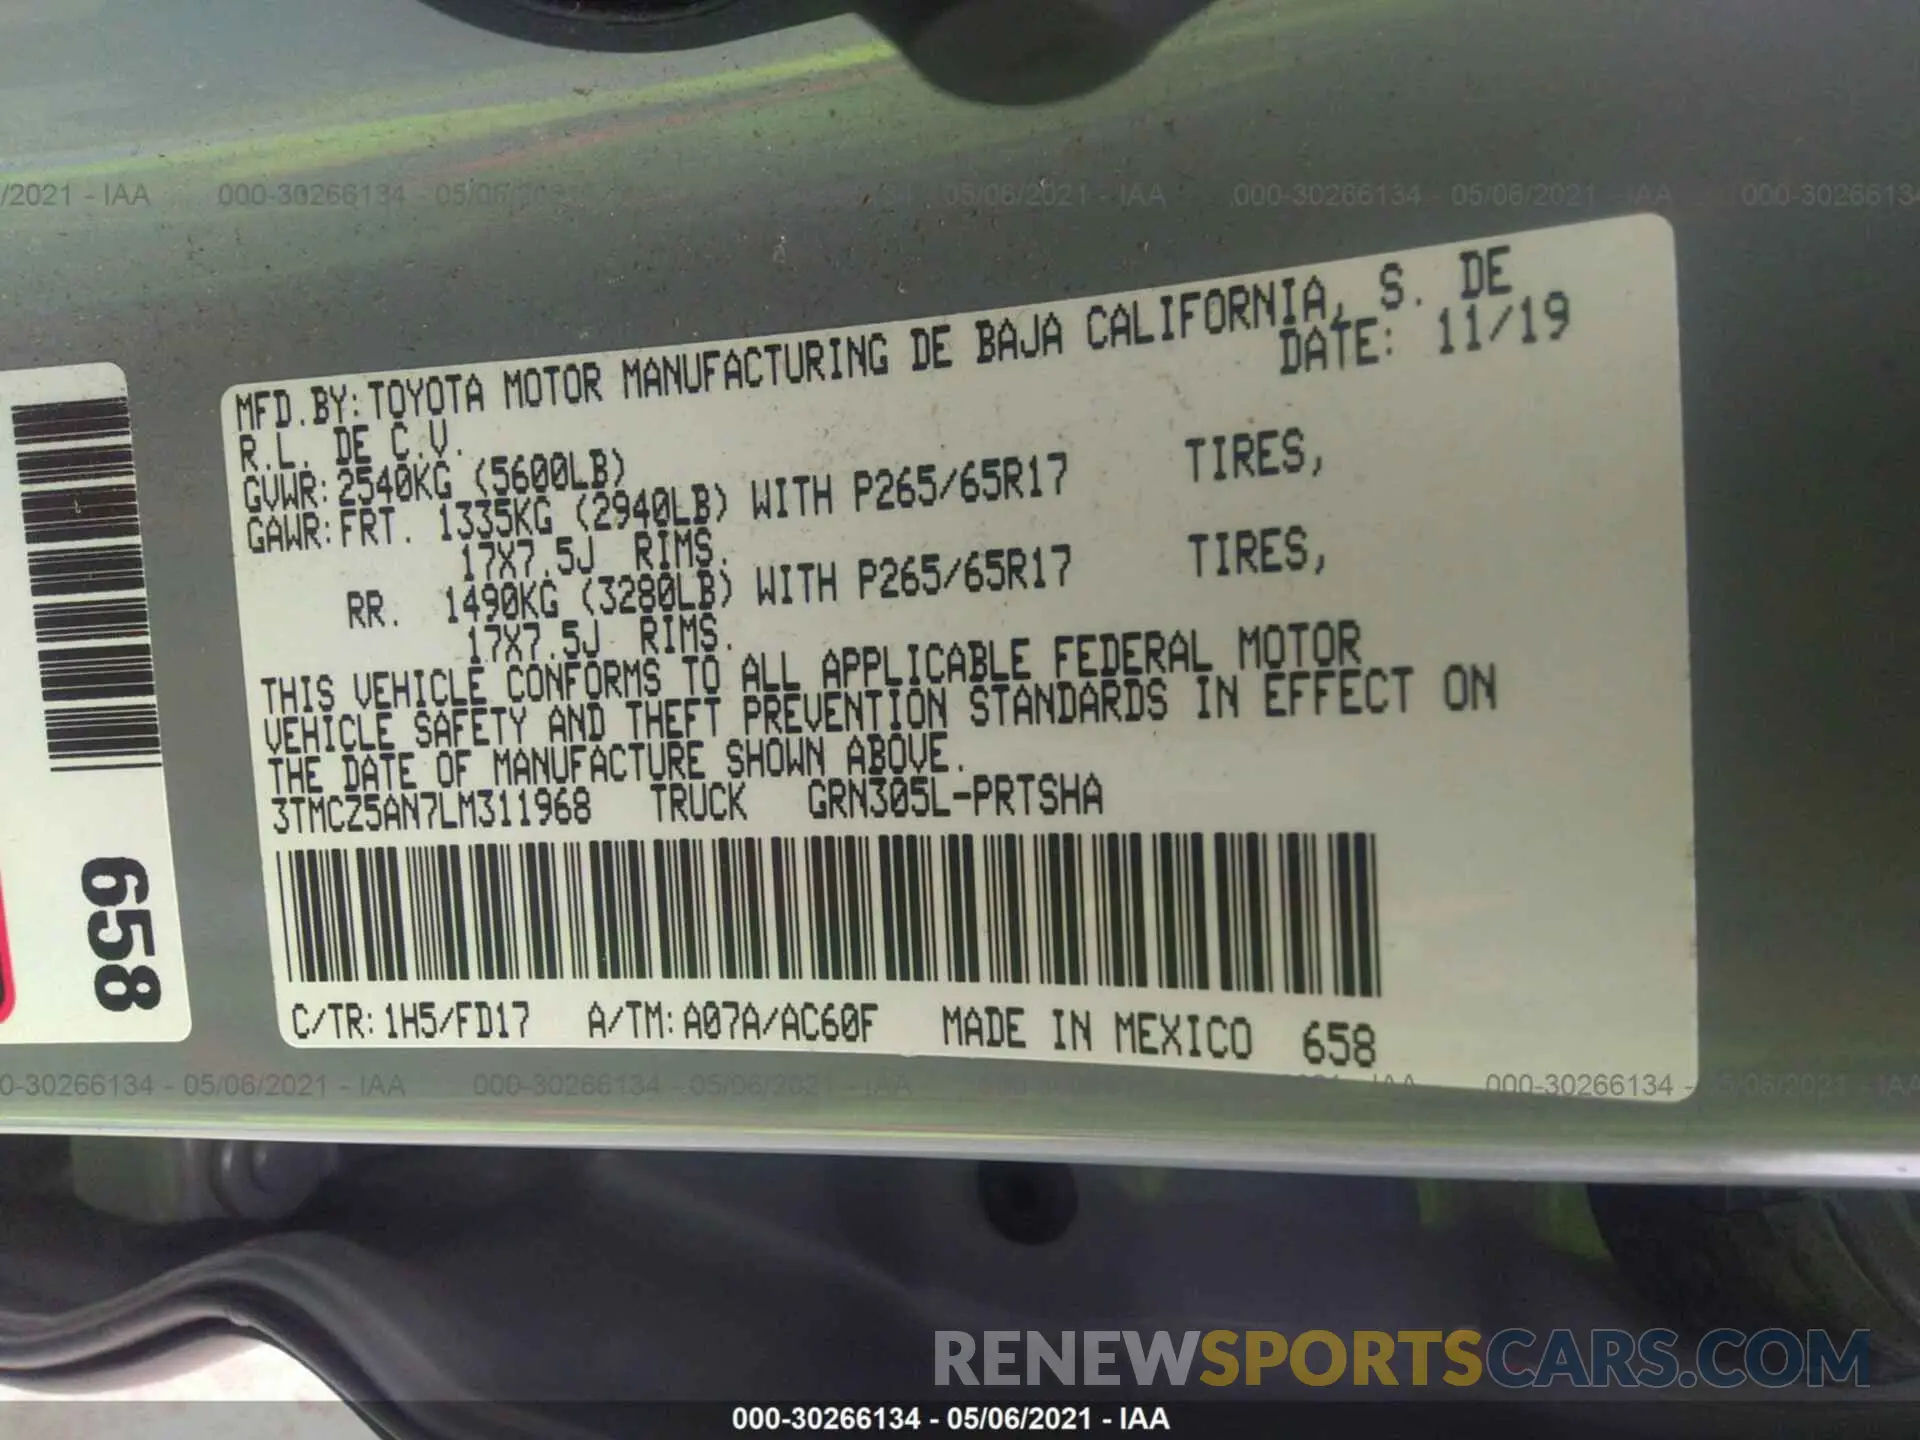 /2021 - IAA 000-30266134 - 05/06/2021 05/06/2021 - IAA 000-30266134 - 05/06/2021 - IAA 000-30266134
MFD.BY:TOYOTA MOTOR MANUFACTURING DE BAJA CALIFORNIA, S. DE
R.L. DE C.V. DATE: 11/19
GVWR:2540KG (5600LB)
GAWR:FRT. 1335KG (2940LB) WITH P265/65R17 TIRES,
17X7.5J RIMS.
RR. 1490KG (3280LB) WITH P265/65R17 TIRES,
17X7.5J RIMS.
THIS VEHICLE CONFORMS TO ALL APPLICABLE FEDERAL MOTOR
VEHICLE SAFETY AND THEFT PREVENTION STANDARDS IN EFFECT ON
THE DATE OF MANUFACTURE SHOWN ABOVE.
3TMCZ5AN7LM311968 TRUCK GRN305L-PRTSHA
658
C/TR:1H5/FD17 A/TM:A07A/AC60F MADE IN MEXICO 658
0-30266134 - 05/06/2021 - IAA 000-30266134 - 05/06/2021 - IAA 000-30266134 - 05/06/2021 - IAA
RENEWSPORTSCARS.COM
000-30266134 - 05/06/2021 - IAA